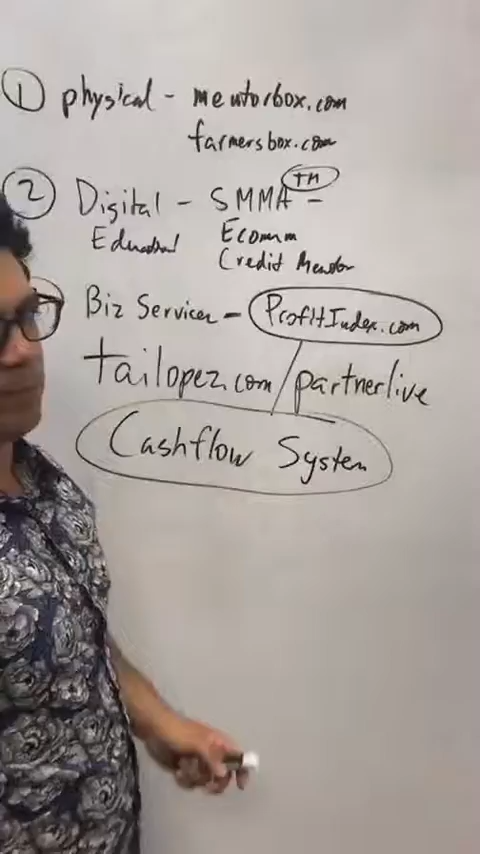 1 physical - mentorbox.com
farmersbox.com
2 Digital - SMMA TM -
Ecomm
Credit Mentor
Biz Services - ProfitIndex.com
tailopez.com/partnerlive
Cashflow System